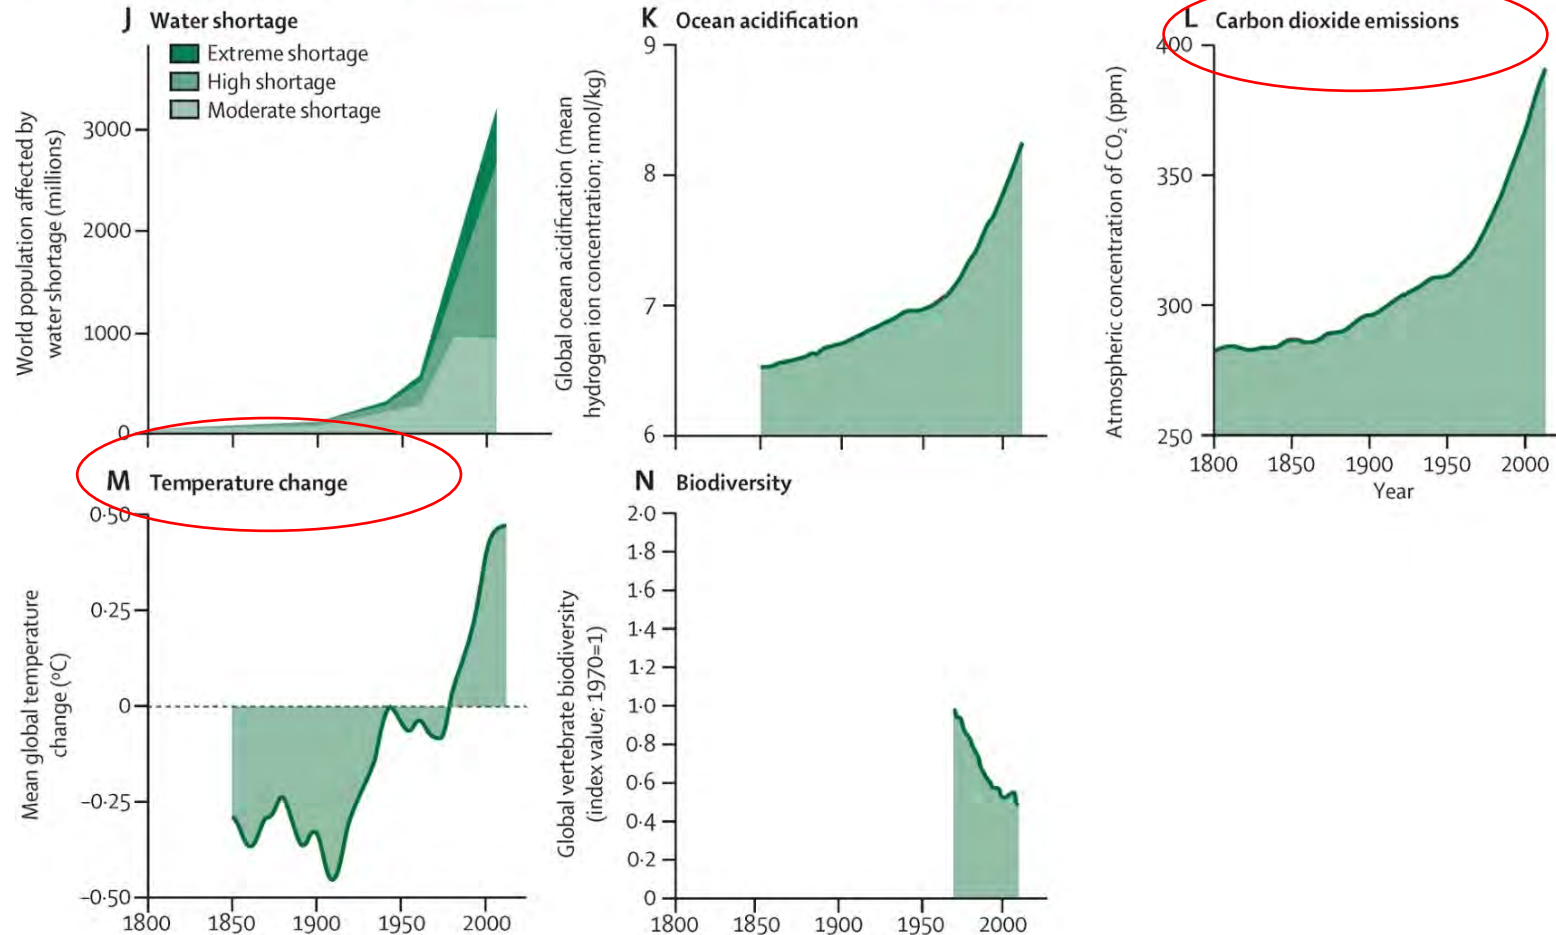 J Water shortage
Extreme shortage
High shortage
Moderate shortage
World population affected by
water shortage (millions)
3000
2000
1000
0
K Ocean acidification
Global ocean acidification (mean
hydrogen ion concentration; nmol/kg)
9
8
7
6
L Carbon dioxide emissions
Atmospheric concentration of CO₂ (ppm)
400
350
300
250
1800 1850 1900 1950 2000
Year
M Temperature change
Mean global temperature
change (ºC)
0·50
0·25
0
–0·25
–0·50
1800 1850 1900 1950 2000
N Biodiversity
Global vertebrate biodiversity
(index value; 1970=1)
2·0
1·8
1·6
1·4
1·2
1·0
0·8
0·6
0·4
0·2
0
1800 1850 1900 1950 2000